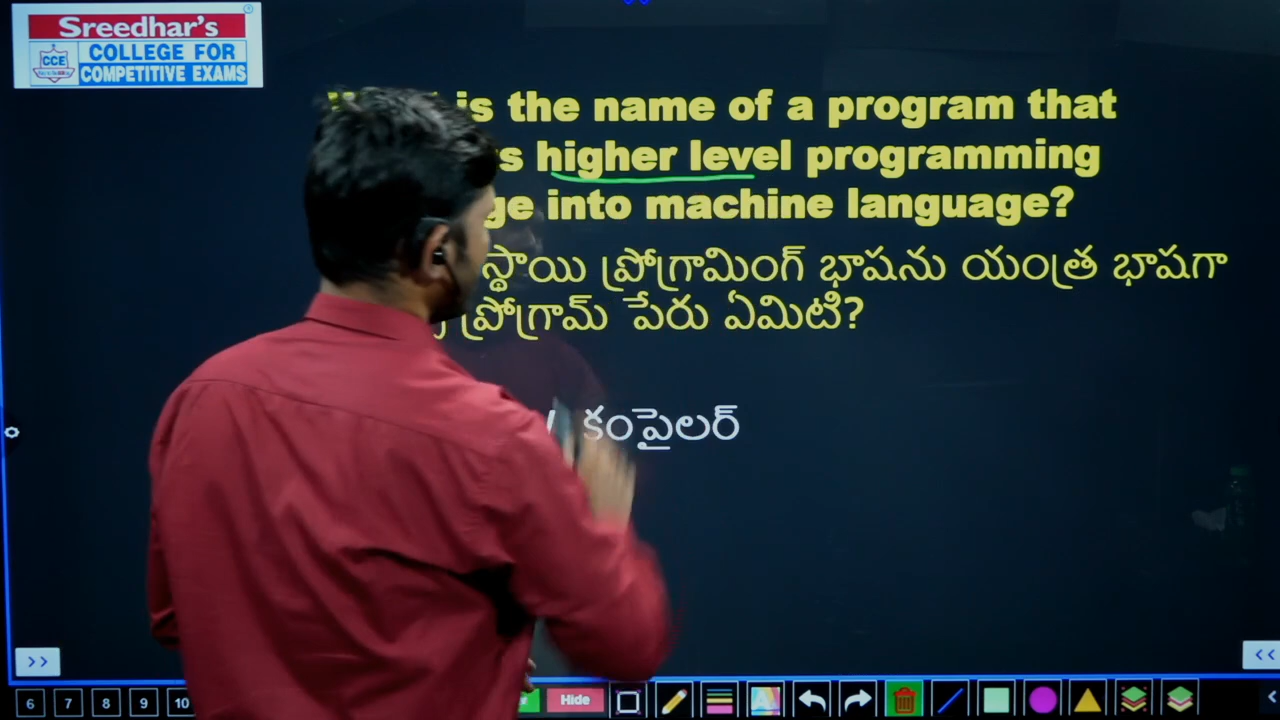 Sreedhar's
CCE
COLLEGE FOR
COMPETITIVE EXAMS
is the name of a program that
higher level programming
into machine language?
ప్రోగ్రామింగ్ భాషను యంత్ర భాషగా
ప్రోగ్రామ్ పేరు ఏమిటి?
/ కంపైలర్
>>
<<
6 7 8 9 10
Hide